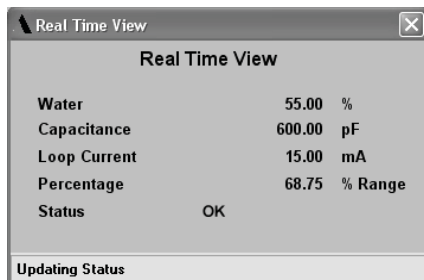 Real Time View
Real Time View
Water 55.00 %
Capacitance 600.00 pF
Loop Current 15.00 mA
Percentage 68.75 % Range
Status OK
Updating Status